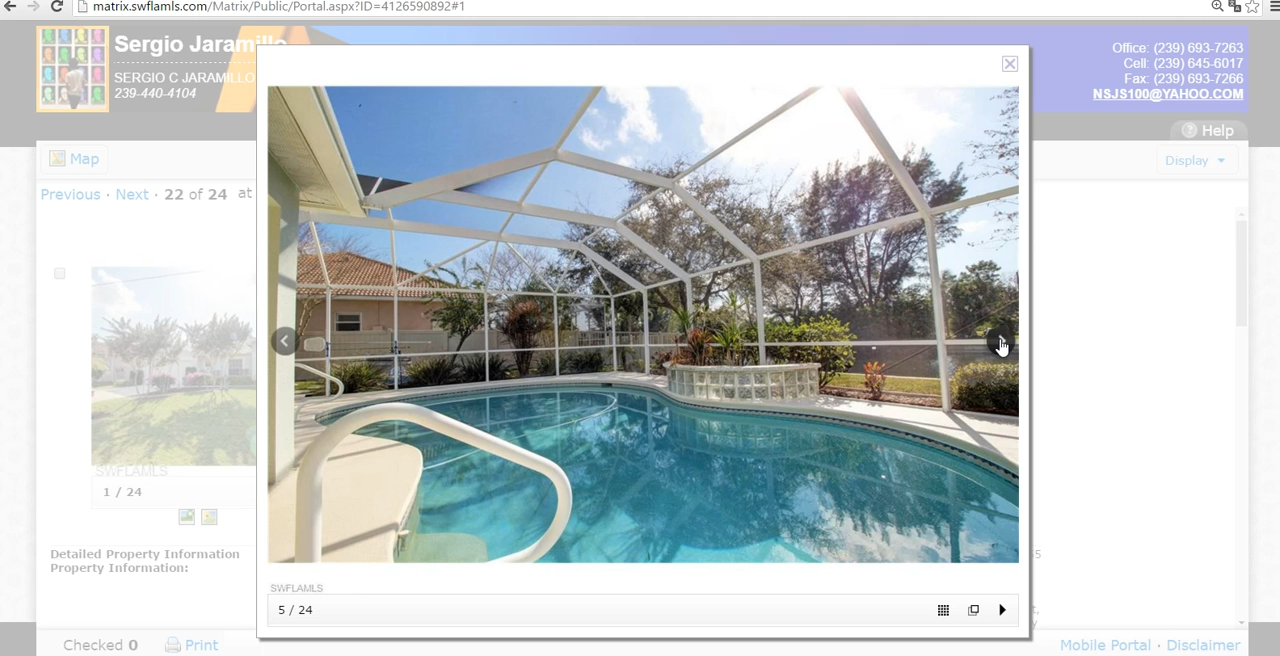 matrix.swflamls.com/Matrix/Public/Portal.aspx?ID=4126590892#1
Sergio Jaramillo
SERGIO C JARAMILLO
239-440-4104
Office: (239) 693-7263
Cell: (239) 645-6017
Fax: (239) 693-7266
NSJS100@YAHOO.COM
Help
Map
Display
Previous · Next · 22 of 24 at
SWFLAMLS
1 / 24
Detailed Property Information
Property Information:
SWFLAMLS
5 / 24
Checked 0
Print
Mobile Portal · Disclaimer